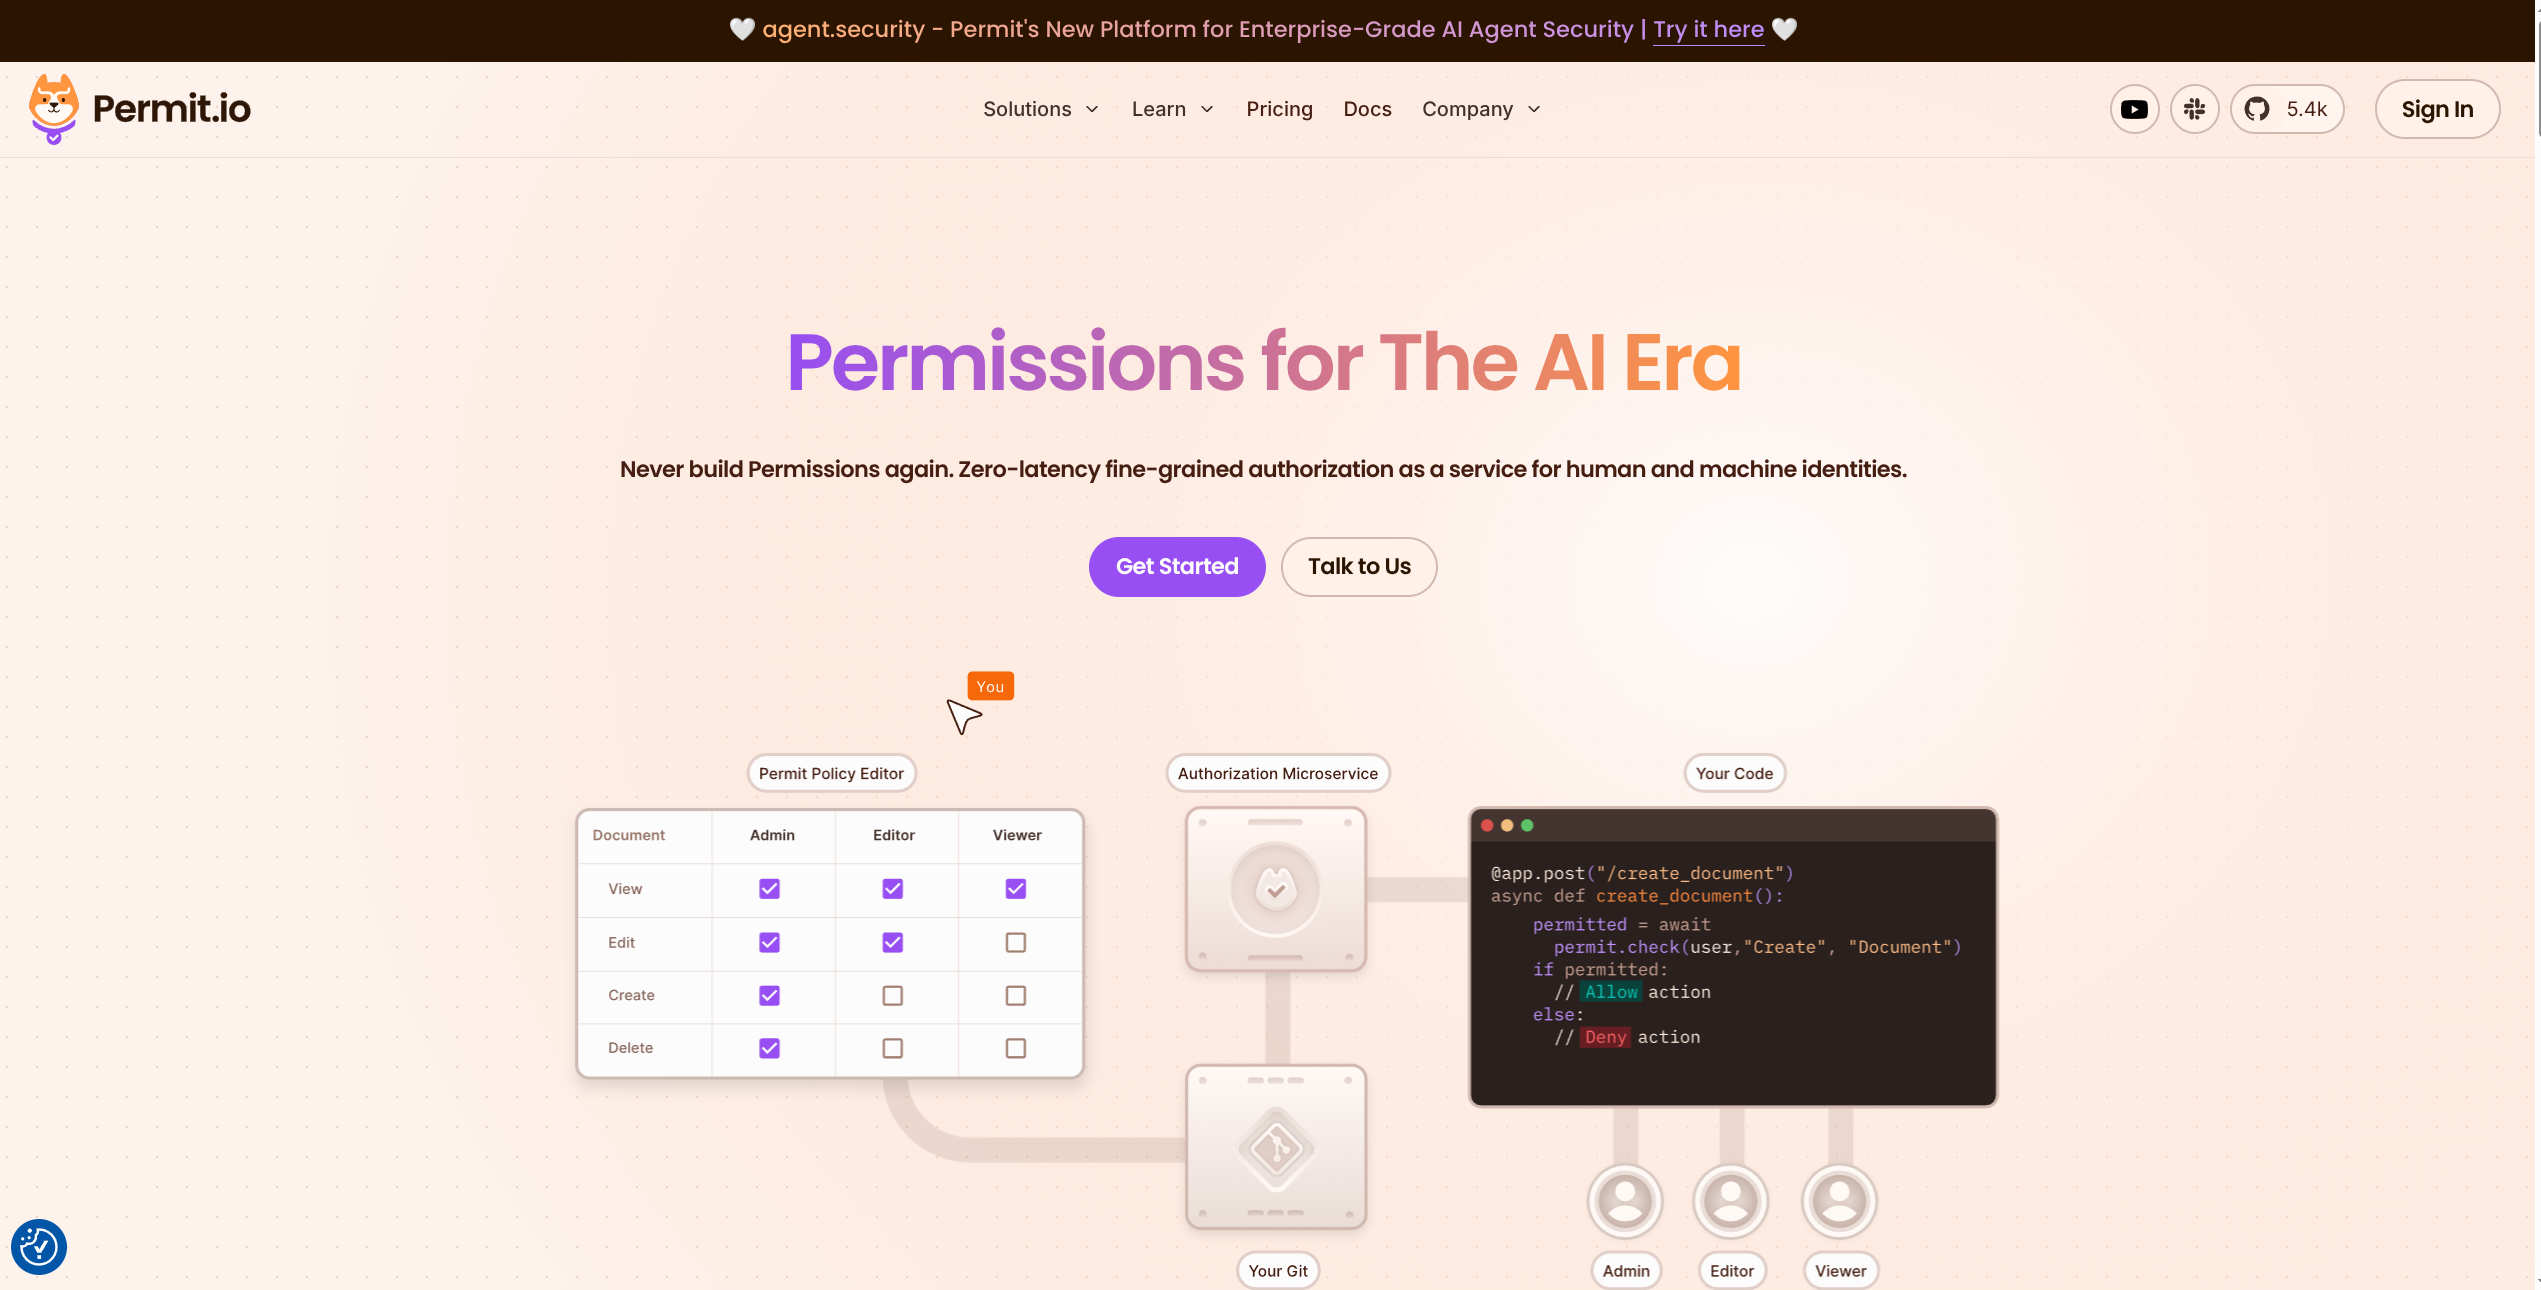 🤍 agent.security - Permit's New Platform for Enterprise-Grade AI Agent Security | Try it here 🤍
Permit.io
Solutions
Learn
Pricing
Docs
Company
5.4k
Sign In
Permissions for The AI Era
Never build Permissions again. Zero-latency fine-grained authorization as a service for human and machine identities.
Get Started
Talk to Us
You
Permit Policy Editor
Document Admin Editor Viewer
View
Edit
Create
Delete
Authorization Microservice
Your Git
Your Code
@app.post("/create_document")
async def create_document():
permitted = await
permit.check(user,"Create", "Document")
if permitted:
// Allow action
else:
// Deny action
Admin
Editor
Viewer